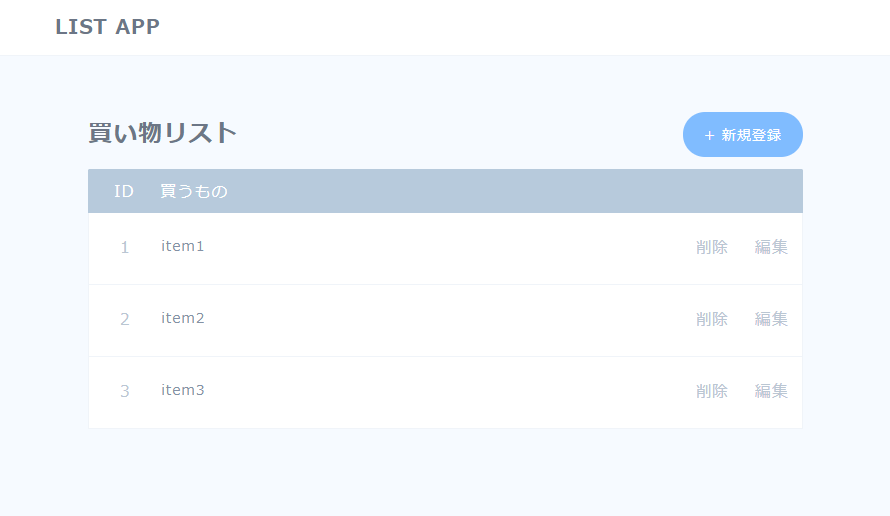 LIST APP
買い物リスト
+ 新規登録
ID 買うもの
1 item1 削除 編集
2 item2 削除 編集
3 item3 削除 編集